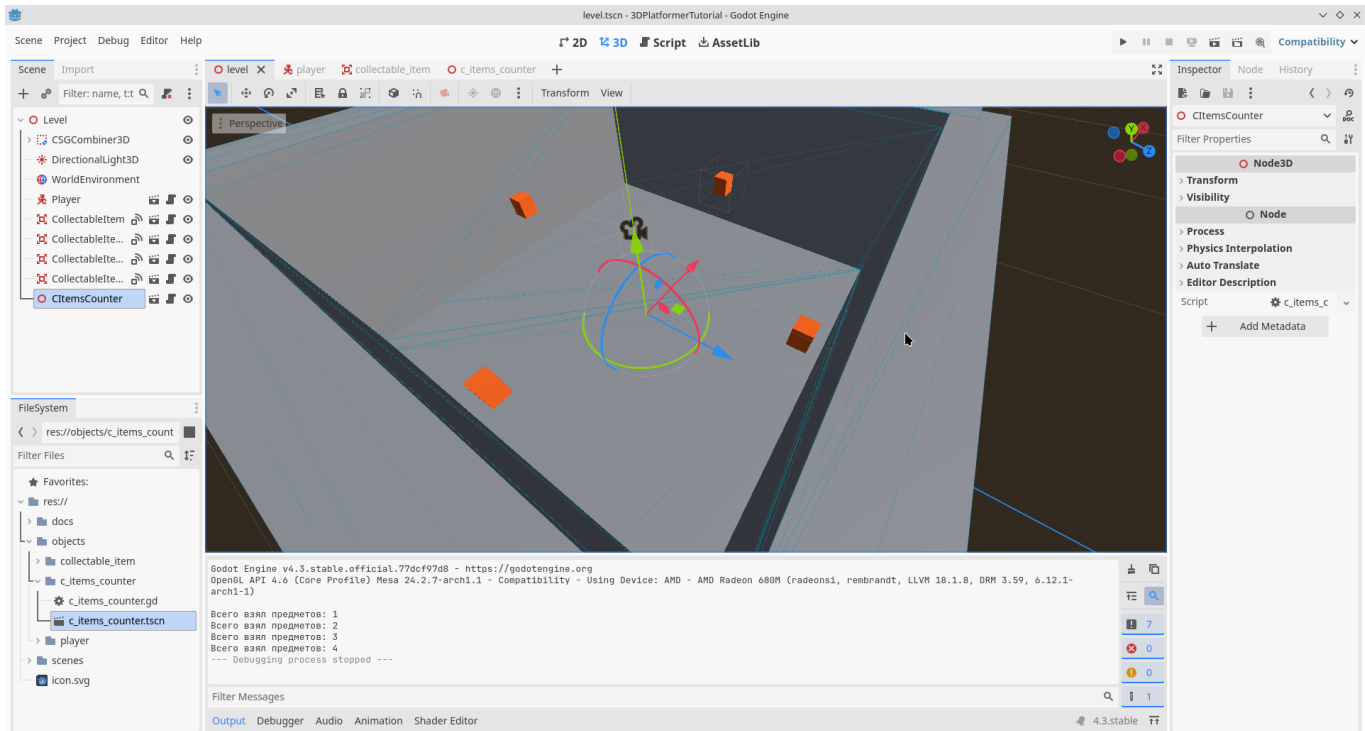 level.tscn - 3DPlatformerTutorial - Godot Engine
Scene Project Debug Editor Help
2D 3D Script AssetLib
Compatibility
Scene Import
Filter: name, t:t
Level
CSGCombiner3D
DirectionalLight3D
WorldEnvironment
Player
CollectableItem
CollectableIte...
CollectableIte...
CollectableIte...
CItemsCounter
FileSystem
res://objects/c_items_count
Filter Files
Favorites:
res://
docs
objects
collectable_item
c_items_counter
c_items_counter.gd
c_items_counter.tscn
player
scenes
icon.svg
level player collectable_item c_items_counter
Transform View
Perspective
Y
Z
Godot Engine v4.3.stable.official.77dcf97d8 - https://godotengine.org
OpenGL API 4.6 (Core Profile) Mesa 24.2.7-arch1.1 - Compatibility - Using Device: AMD - AMD Radeon 680M (radeonsi, rembrandt, LLVM 18.1.8, DRM 3.59, 6.12.1-
arch1-1)
Всего взял предметов: 1
Всего взял предметов: 2
Всего взял предметов: 3
Всего взял предметов: 4
--- Debugging process stopped ---
7
0
0
1
Filter Messages
Output Debugger Audio Animation Shader Editor
4.3.stable
Inspector Node History
CItemsCounter
DOC
Filter Properties
Node3D
Transform
Visibility
Node
Process
Physics Interpolation
Auto Translate
Editor Description
Script c_items_c
Add Metadata